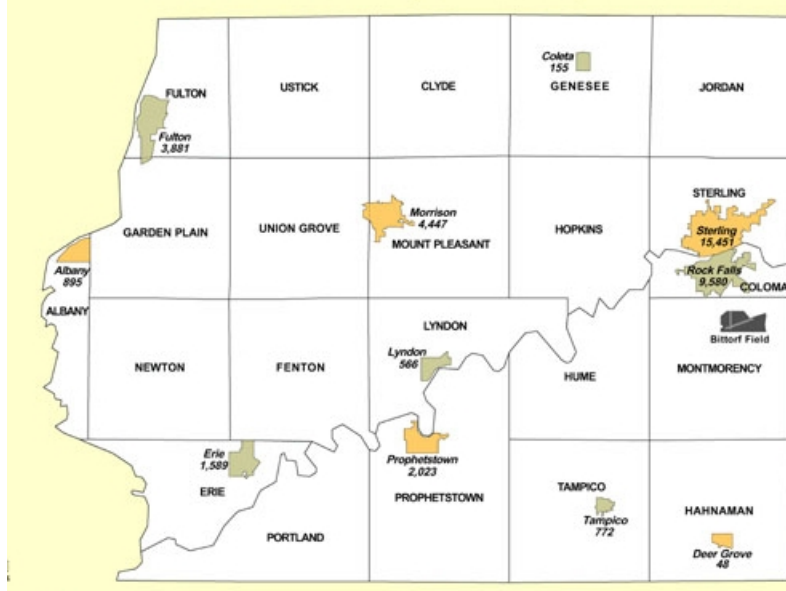 Coleta
155
FULTON
USTICK
CLYDE
GENESEE
JORDAN
Fulton
3,881
STERLING
Morrison
4,447
GARDEN PLAIN
UNION GROVE
MOUNT PLEASANT
HOPKINS
Sterling
15,451
Albany
895
Rock Falls
9,580
COLOMA
ALBANY
LYNDON
Bittorf Field
Lyndon
566
NEWTON
FENTON
HUME
MONTMORENCY
Erie
1,589
Prophetstown
2,023
ERIE
PROPHETSTOWN
TAMPICO
HAHNAMAN
Tampico
772
PORTLAND
Deer Grove
48